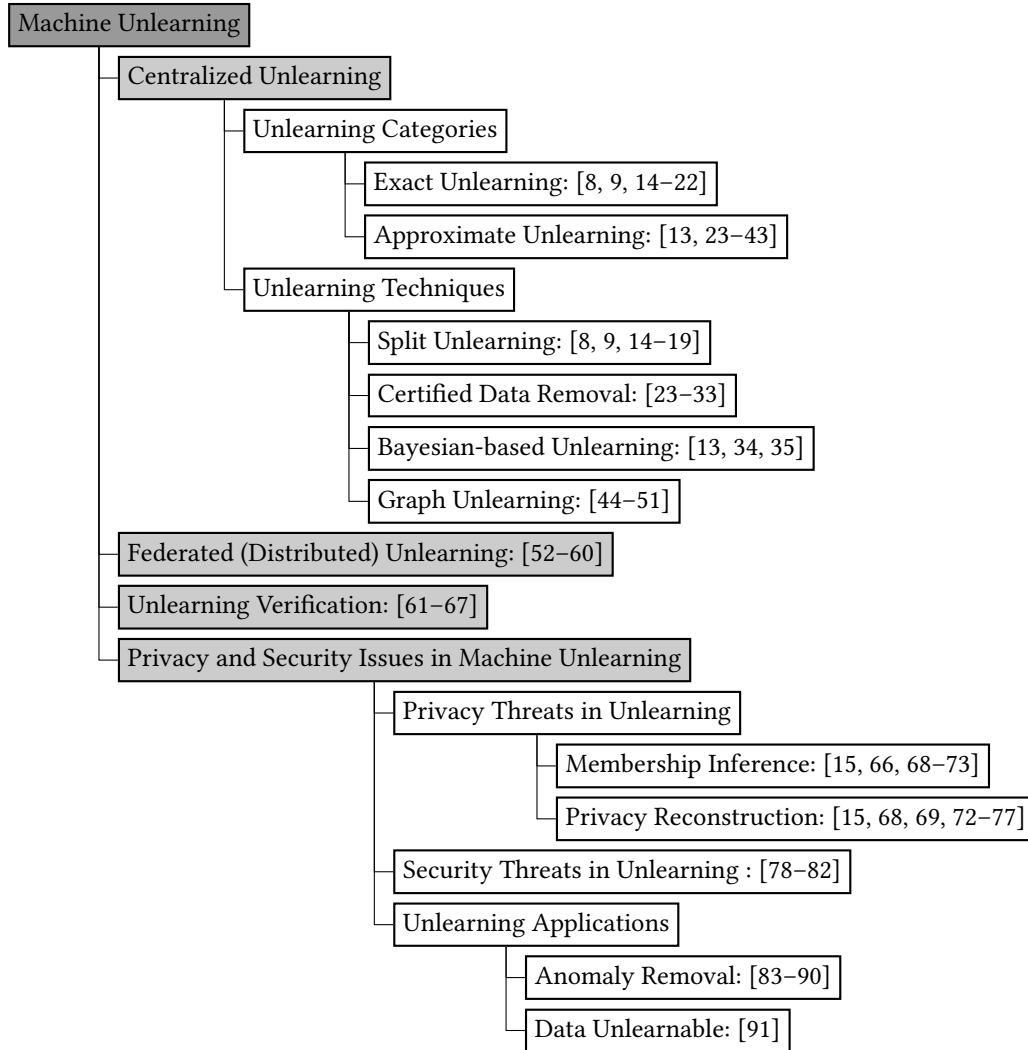 Machine Unlearning
Centralized Unlearning
Unlearning Categories
Exact Unlearning: [8, 9, 14–22]
Approximate Unlearning: [13, 23–43]
Unlearning Techniques
Split Unlearning: [8, 9, 14–19]
Certified Data Removal: [23–33]
Bayesian-based Unlearning: [13, 34, 35]
Graph Unlearning: [44–51]
Federated (Distributed) Unlearning: [52–60]
Unlearning Verification: [61–67]
Privacy and Security Issues in Machine Unlearning
Privacy Threats in Unlearning
Membership Inference: [15, 66, 68–73]
Privacy Reconstruction: [15, 68, 69, 72–77]
Security Threats in Unlearning : [78–82]
Unlearning Applications
Anomaly Removal: [83–90]
Data Unlearnable: [91]